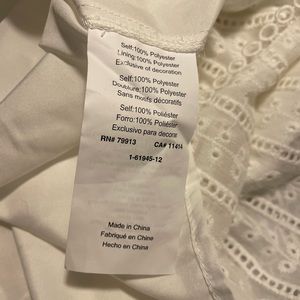 Self:100% Polyester
Lining:100% Polyester
Exclusive of decoration
Self:100% Polyester
Doublure:100% Polyester
Sans motifs décoratifs
Self:100% Poliéster
Forro:100% Poliéster
Exclusivo para decorar
RN# 79913 CA#
1-61945-12
Made in China
Fabriqué en Chine
Hecho en Chine